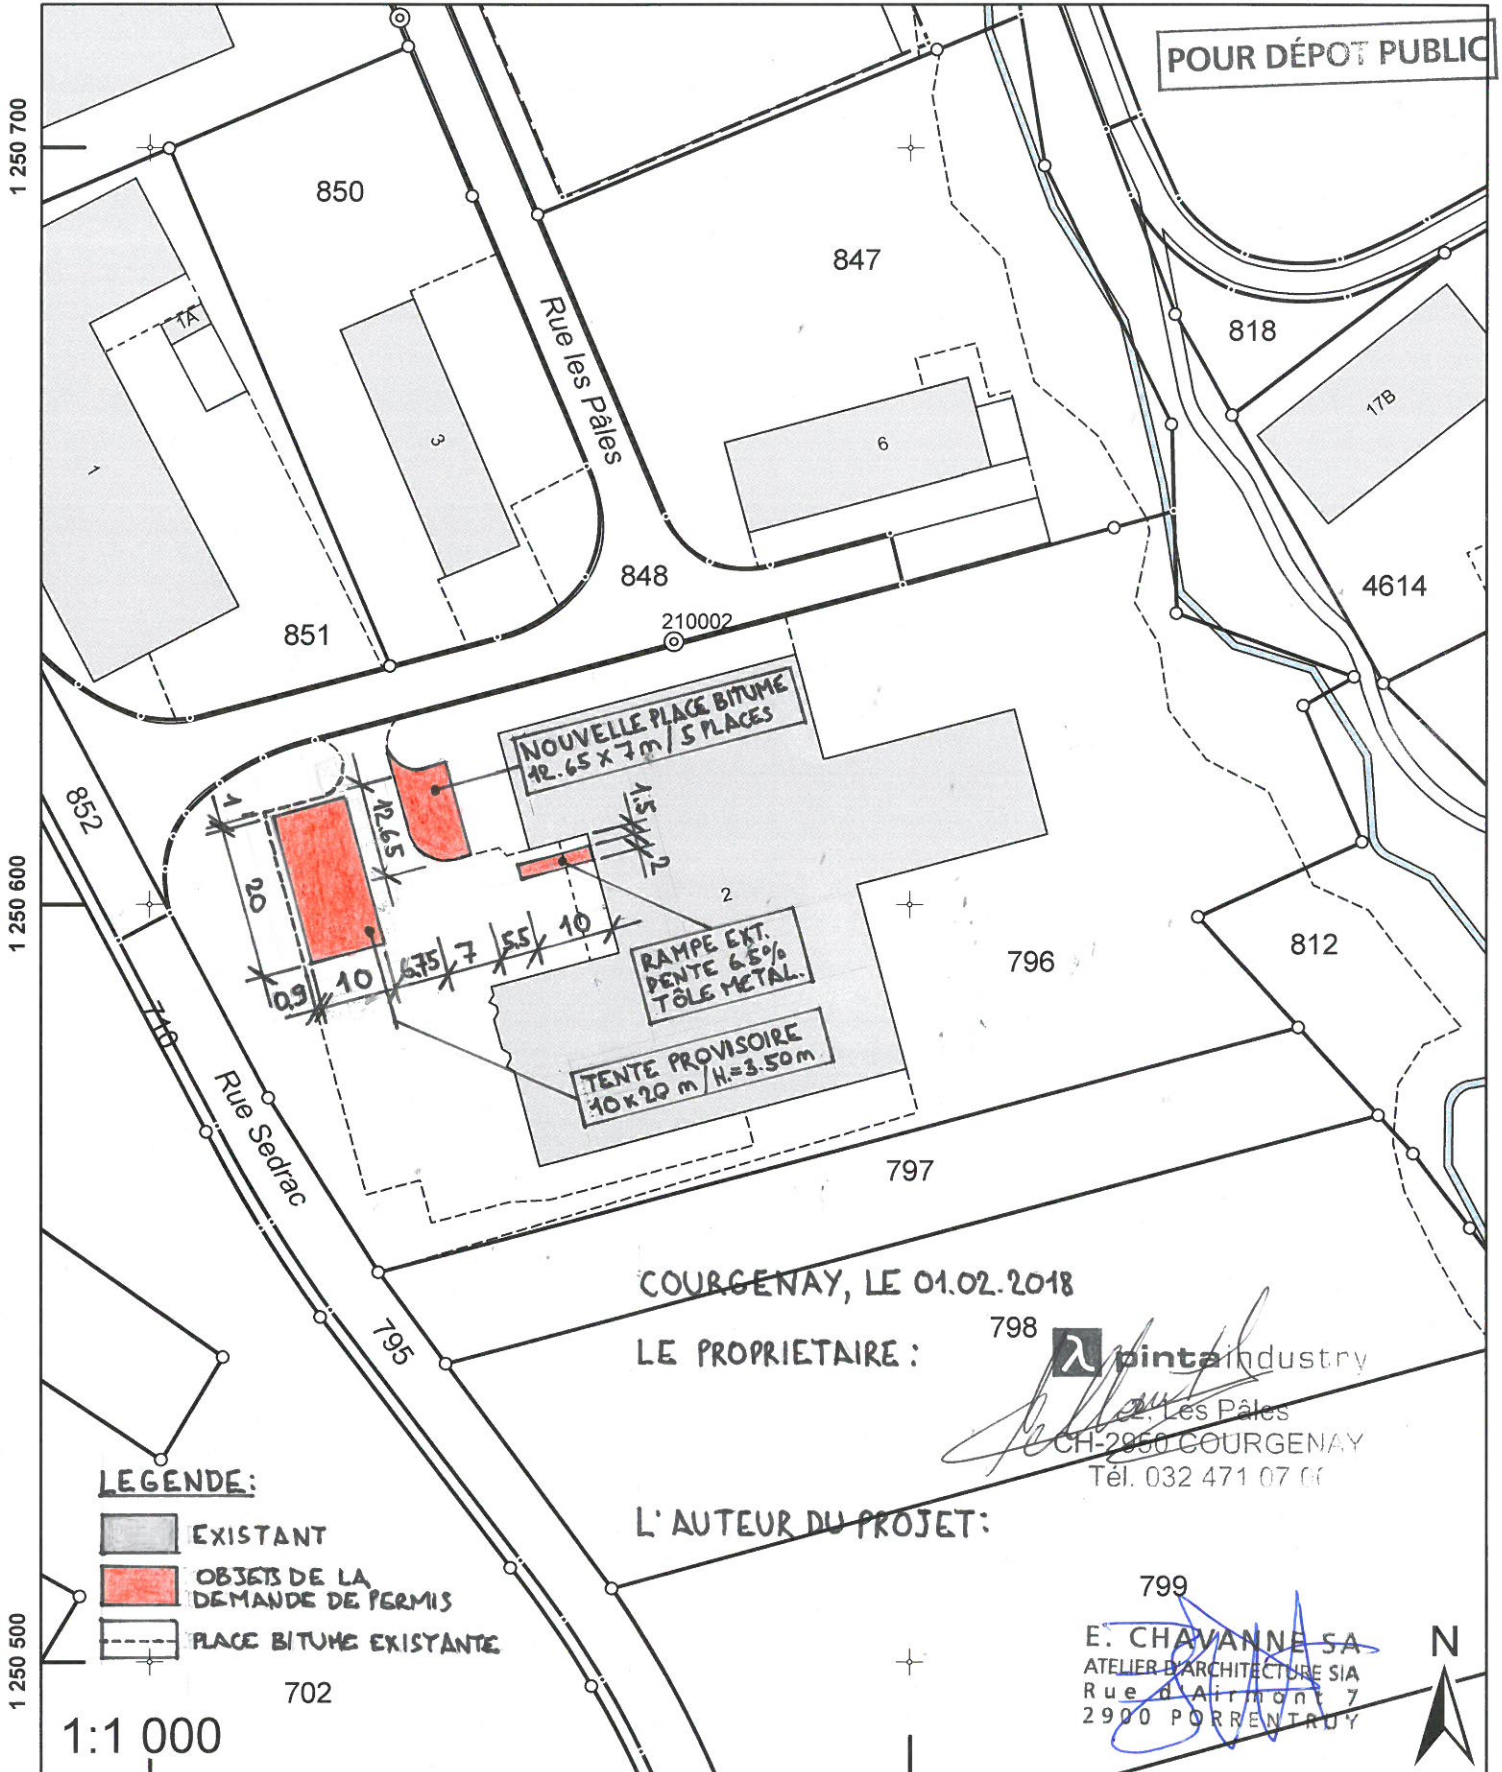 POUR DÉPOT PUBLIC
1 250 700
850
847
1A
Rue les Pâles
818
17B
3
6
1
848
4614
851
210002
NOUVELLE PLACE BITUME
12.65 X 7 m / 5 PLACES
852
1
12.65
1.5
2
20
1 250 600
2
10
5.5
7
6.75
10
0.9
RAMPE EXT.
PENTE 6.5%
TÔLE METAL.
796
812
TENTE PROVISOIRE
10 x 20 m / H.=3.50m
Rue Sedrac
797
COURGENAY, LE 01.02.2018
798
LE PROPRIETAIRE :
795
λ pintaindustry
2, Les Pâles
CH-2950 COURGENAY
Tél. 032 471 07
LEGENDE:
EXISTANT
OBJETS DE LA
DEMANDE DE PERMIS
PLACE BITUME EXISTANTE
L'AUTEUR DU PROJET:
799
E. CHAVANNE SA
ATELIER D'ARCHITECTURE SIA
Rue d'Airmont 7
2900 PORRENTRUY
N
1 250 500
702
1:1 000